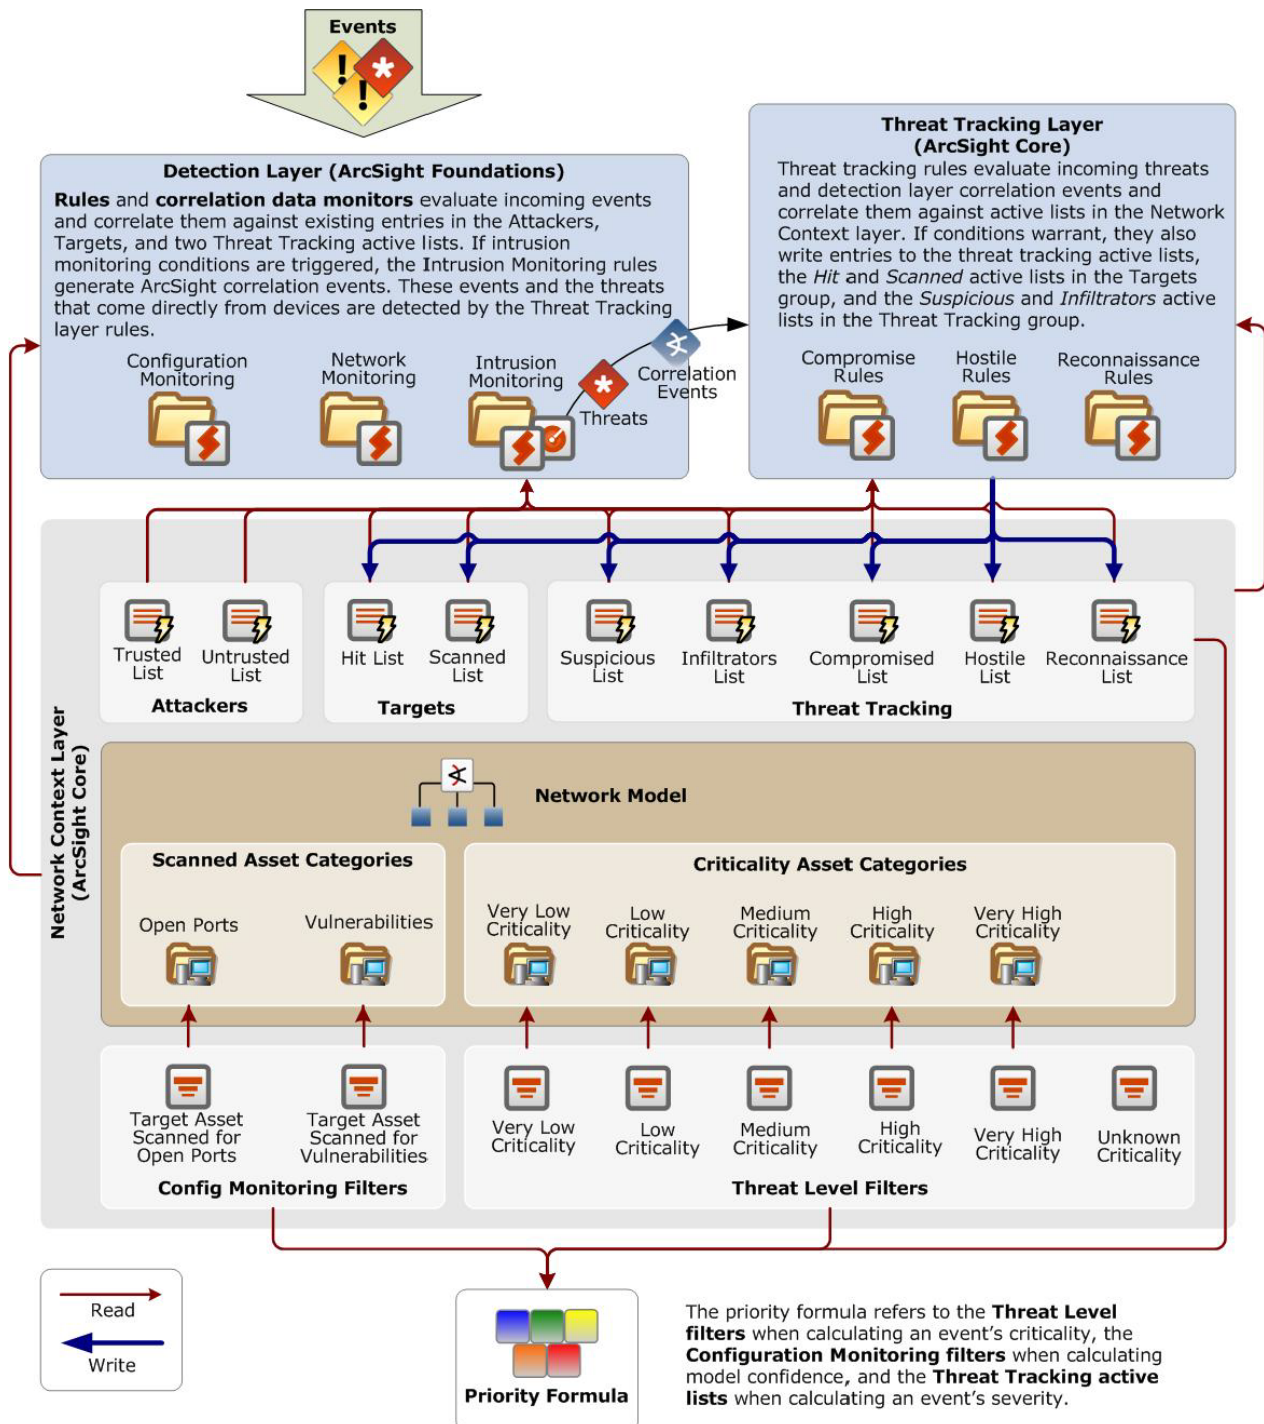 Events
Detection Layer (ArcSight Foundations)
Rules and correlation data monitors evaluate incoming events
and correlate them against existing entries in the Attackers,
Targets, and two Threat Tracking active lists. If intrusion
monitoring conditions are triggered, the Intrusion Monitoring rules
generate ArcSight correlation events. These events and the threats
that come directly from devices are detected by the Threat Tracking
layer rules.
Configuration
Monitoring
Network
Monitoring
Intrusion
Monitoring
Threats
Correlation
Events
Threat Tracking Layer
(ArcSight Core)
Threat tracking rules evaluate incoming threats
and detection layer correlation events and
correlate them against active lists in the Network
Context layer. If conditions warrant, they also
write entries to the threat tracking active lists,
the Hit and Scanned active lists in the Targets
group, and the Suspicious and Infiltrators active
lists in the Threat Tracking group.
Compromise
Rules
Hostile
Rules
Reconnaissance
Rules
Network Context Layer
(ArcSight Core)
Trusted
List
Untrusted
List
Attackers
Hit List
Scanned
List
Targets
Suspicious
List
Infiltrators
List
Compromised
List
Hostile
List
Reconnaissance
List
Threat Tracking
Network Model
Scanned Asset Categories
Open Ports
Vulnerabilities
Criticality Asset Categories
Very Low
Criticality
Low
Criticality
Medium
Criticality
High
Criticality
Very High
Criticality
Target Asset
Scanned for
Open Ports
Target Asset
Scanned for
Vulnerabilities
Config Monitoring Filters
Very Low
Criticality
Low
Criticality
Medium
Criticality
High
Criticality
Very High
Criticality
Unknown
Criticality
Threat Level Filters
Read
Write
Priority Formula
The priority formula refers to the Threat Level
filters when calculating an event's criticality, the
Configuration Monitoring filters when calculating
model confidence, and the Threat Tracking active
lists when calculating an event's severity.